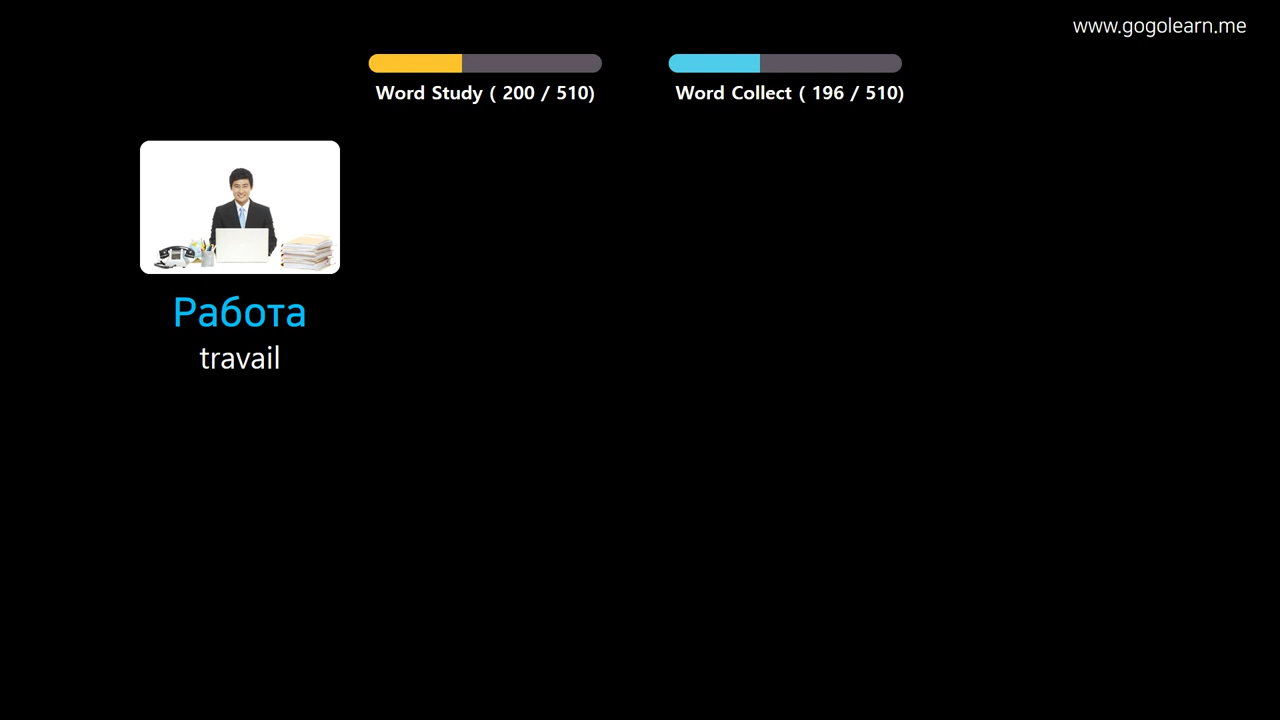 www.gogolearn.me
Word Study ( 200 / 510)
Word Collect ( 196 / 510)
Работа
travail